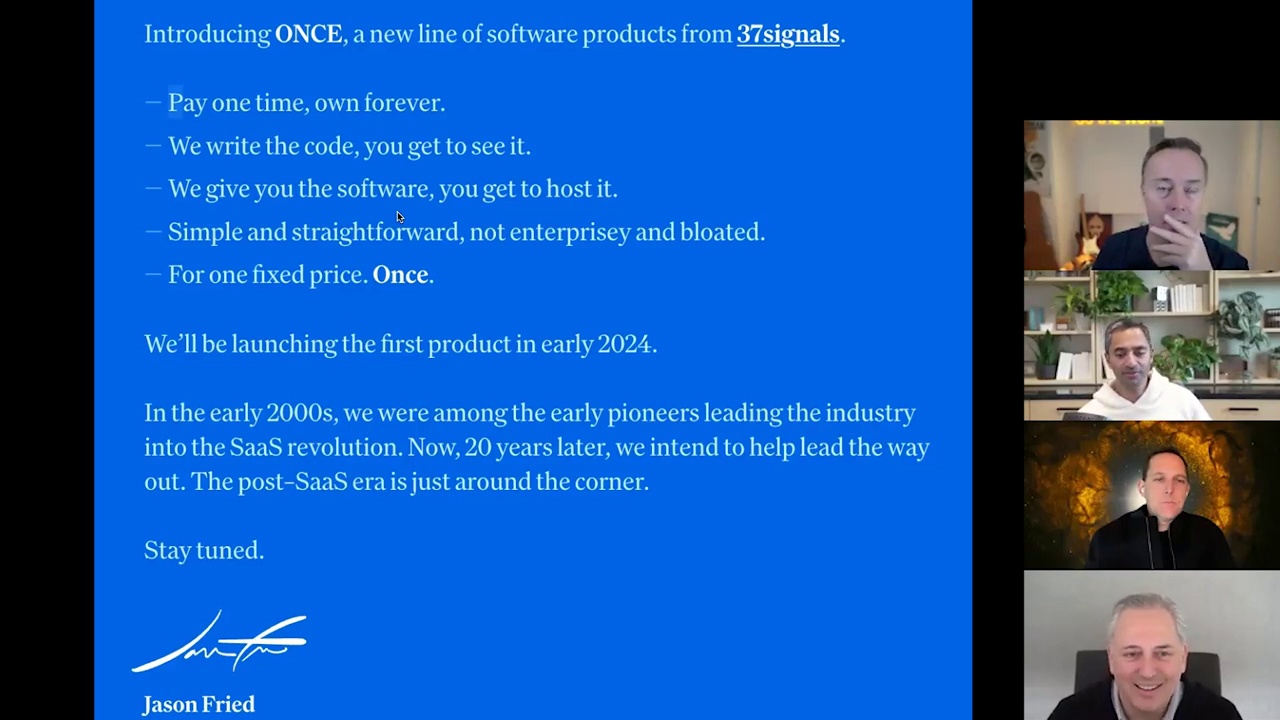 Introducing ONCE, a new line of software products from 37signals.
— Pay one time, own forever.
— We write the code, you get to see it.
— We give you the software, you get to host it.
— Simple and straightforward, not enterprisey and bloated.
— For one fixed price. Once.
We’ll be launching the first product in early 2024.
In the early 2000s, we were among the early pioneers leading the industry
into the SaaS revolution. Now, 20 years later, we intend to help lead the way
out. The post–SaaS era is just around the corner.
Stay tuned.
Jason Fried